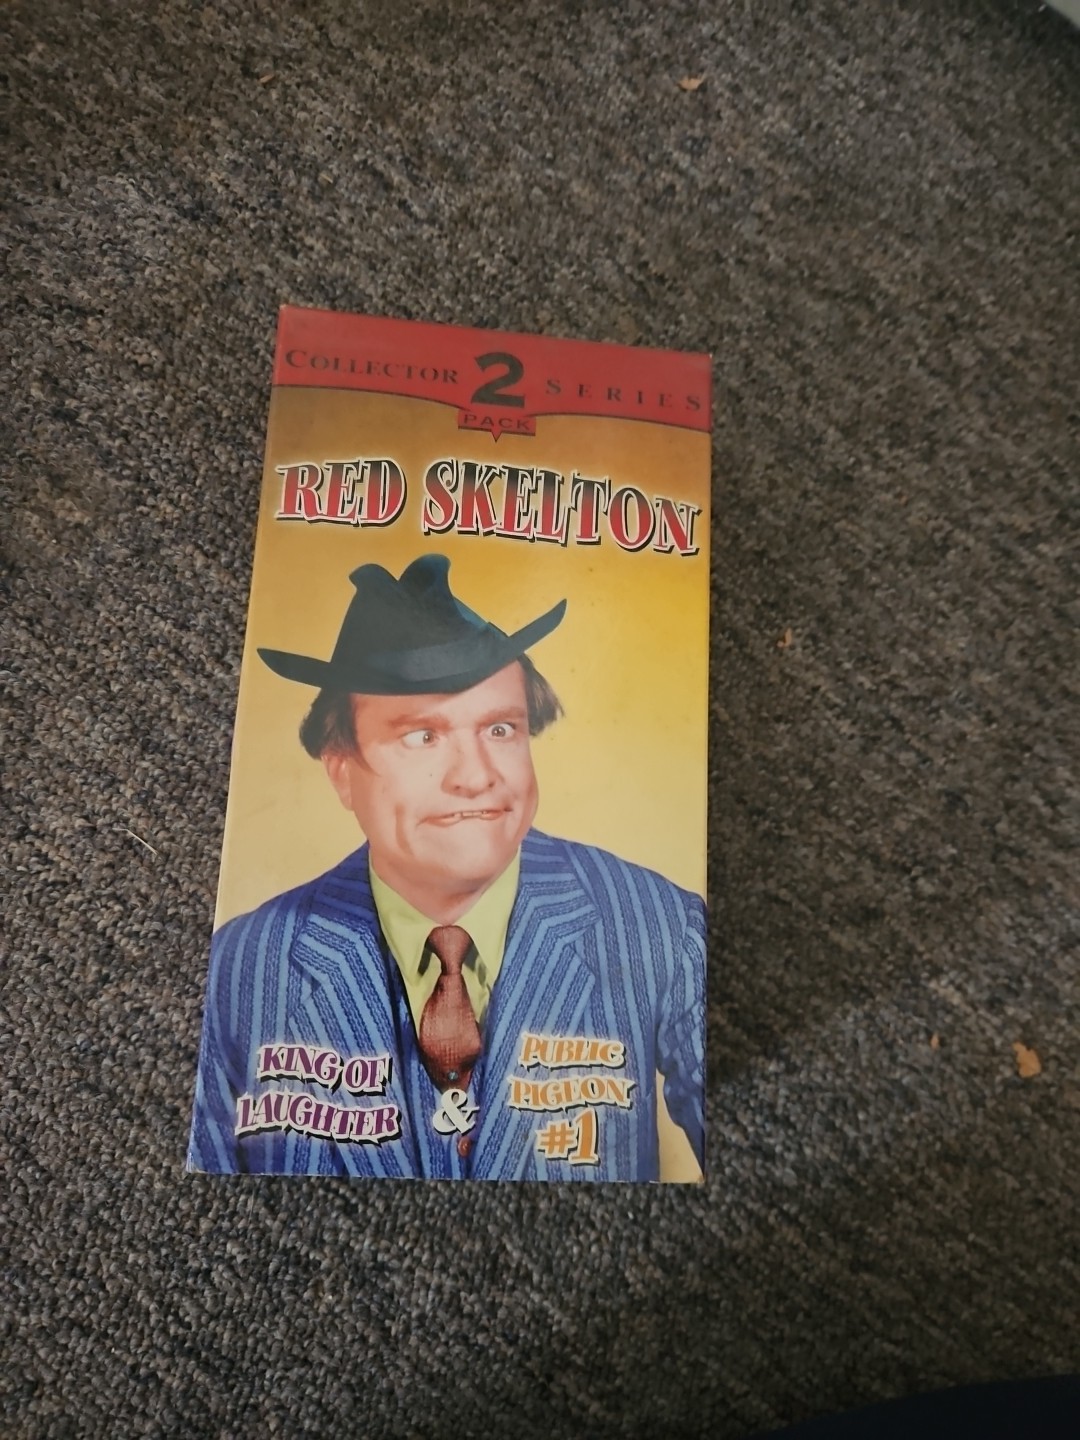 COLLECTOR 2 SERIES
PACK
RED SKELTON
KING OF
LAUGHTER
&
PUBLIC
PIGEON
#1